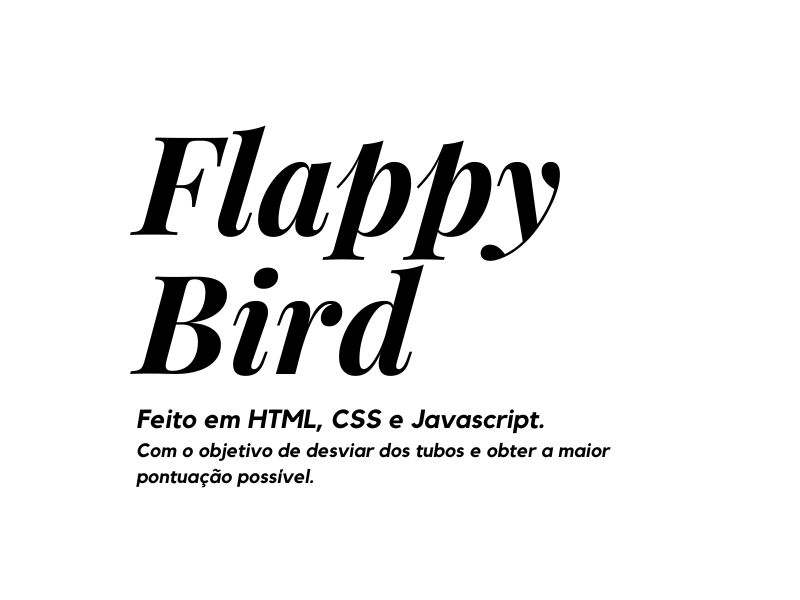 Flappy
Bird
Feito em HTML, CSS e Javascript.
Com o objetivo de desviar dos tubos e obter a maior
pontuação possível.